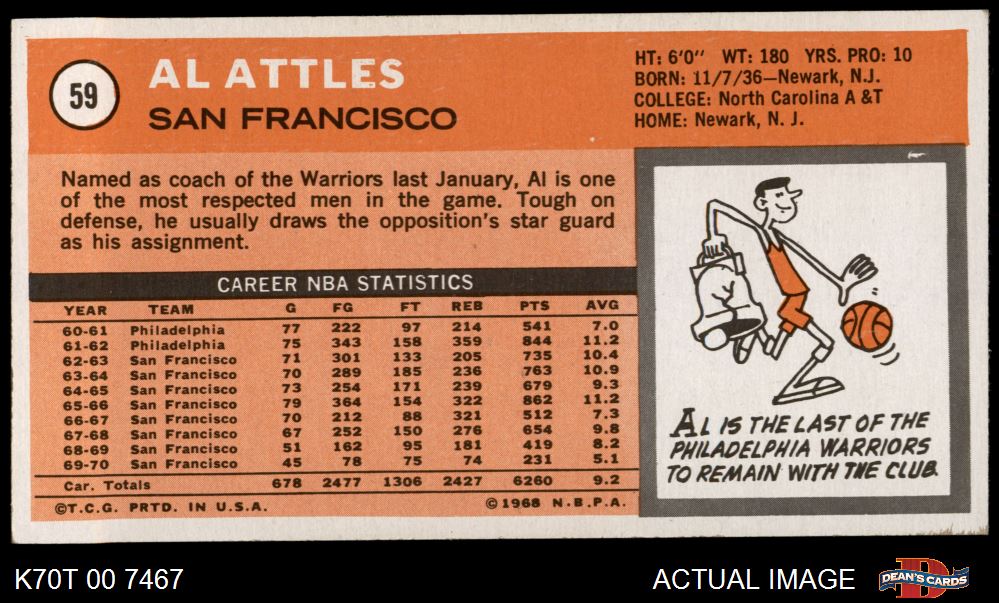 59
AL ATTLES
SAN FRANCISCO
HT: 6'0" WT: 180 YRS. PRO: 10
BORN: 11/7/36—Newark, N.J.
COLLEGE: North Carolina A & T
HOME: Newark, N. J.
Named as coach of the Warriors last January, Al is one
of the most respected men in the game. Tough on
defense, he usually draws the opposition's star guard
as his assignment.
CAREER NBA STATISTICS
YEAR TEAM G FG FT REB PTS AVG
60-61 Philadelphia 77 222 97 214 541 7.0
61-62 Philadelphia 75 343 158 359 844 11.2
62-63 San Francisco 71 301 133 205 735 10.4
63-64 San Francisco 70 289 185 236 763 10.9
64-65 San Francisco 73 254 171 239 679 9.3
65-66 San Francisco 79 364 154 322 862 11.2
66-67 San Francisco 70 212 88 321 512 7.3
67-68 San Francisco 67 252 150 276 654 9.8
68-69 San Francisco 51 162 95 181 419 8.2
69-70 San Francisco 45 78 75 74 231 5.1
Car. Totals 678 2477 1306 2427 6260 9.2
©T.C.G. PRTD. IN U.S.A. ©1968 N.B.P.A.
AL IS THE LAST OF THE
PHILADELPHIA WARRIORS
TO REMAIN WITH THE CLUB.
K70T 00 7467
ACTUAL IMAGE
D
DEAN'S CARDS